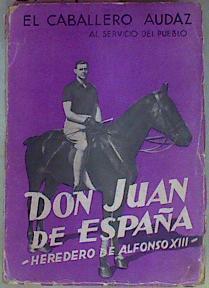 EL CABALLERO AUDAZ
AL SERVICIO DEL PUEBLO
DON JUAN
DE ESPAÑA
- HEREDERO DE ALFONSO XIII -